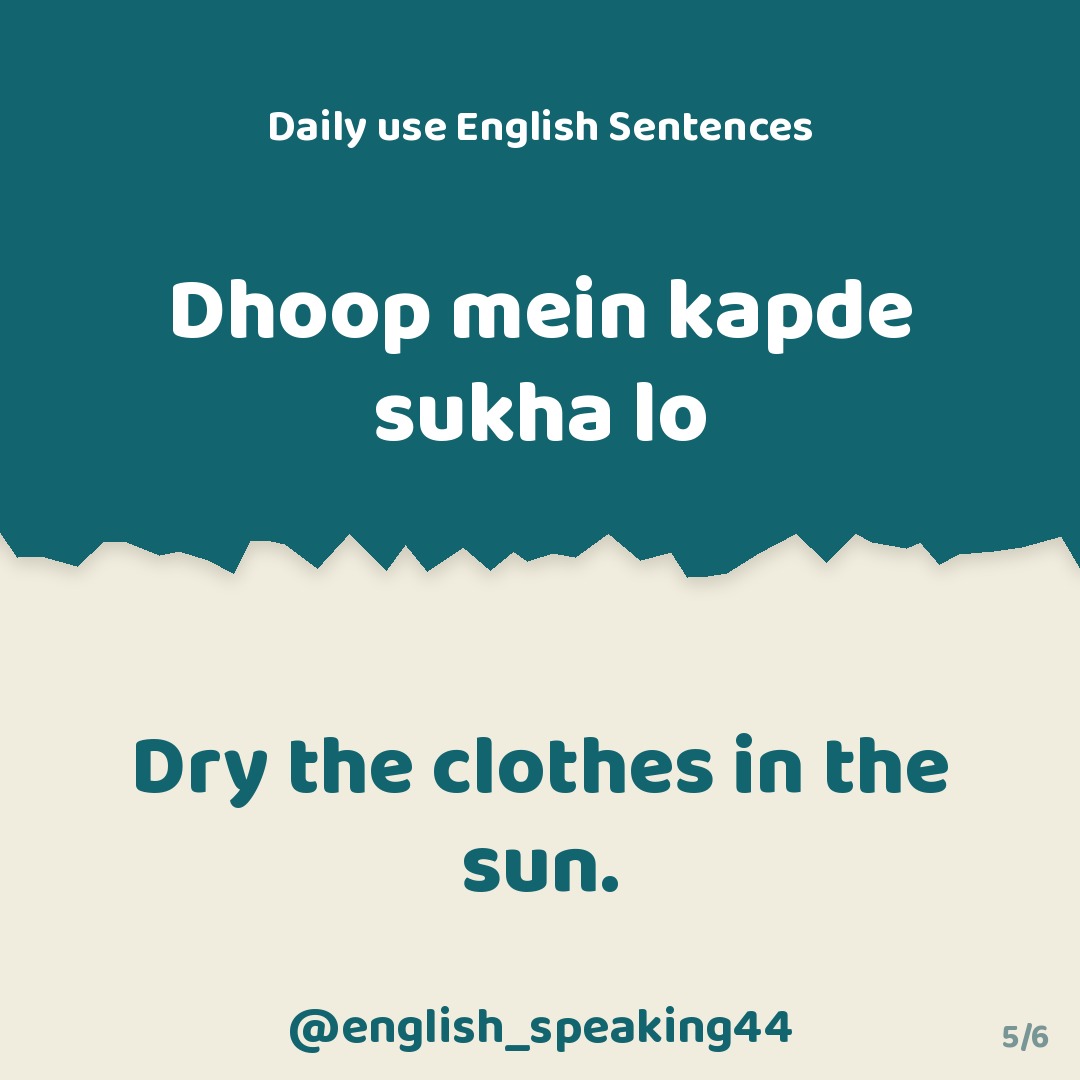 Daily use English Sentences
Dhoop mein kapde
sukha lo
Dry the clothes in the
sun.
@english_speaking44
5/6